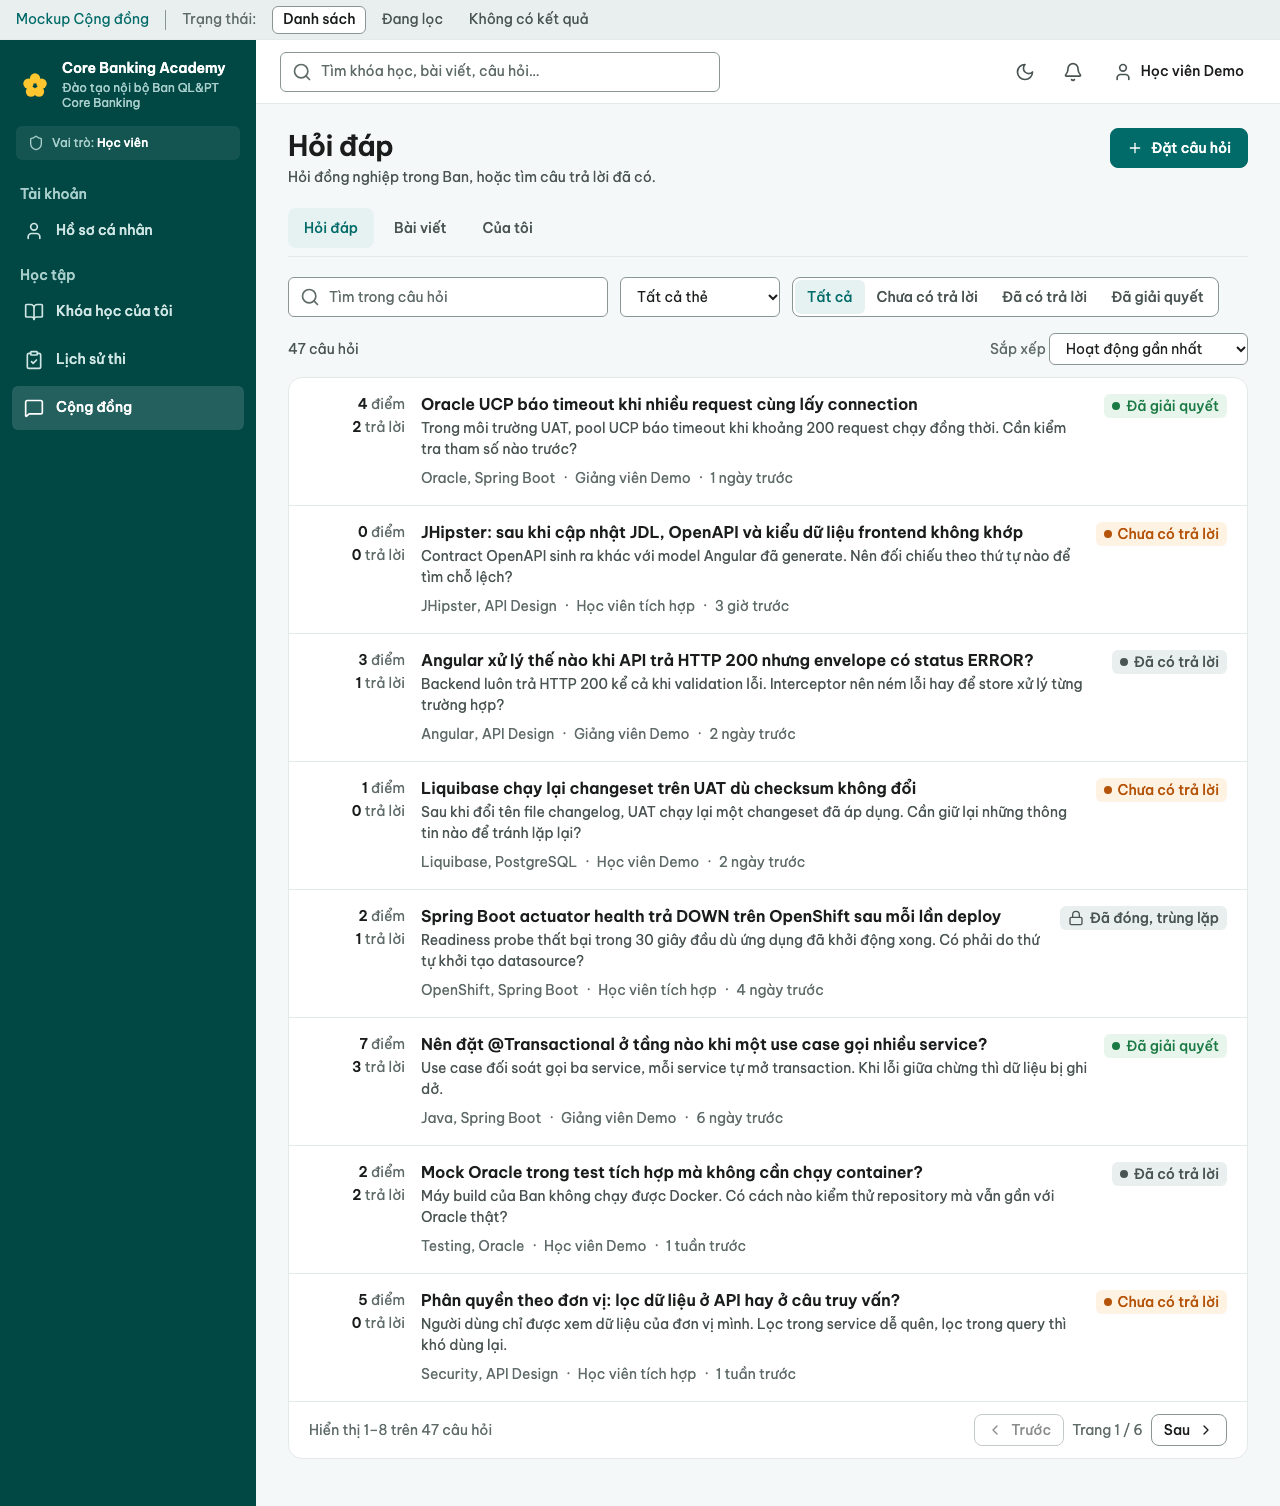 Mockup Cộng đồng
Trạng thái:
Danh sách
Đang lọc
Không có kết quả
Core Banking Academy
Đào tạo nội bộ Ban QL&PT
Core Banking
Vai trò: Học viên
Tài khoản
Hồ sơ cá nhân
Học tập
Khóa học của tôi
Lịch sử thi
Cộng đồng
Tìm khóa học, bài viết, câu hỏi...
Học viên Demo
Hỏi đáp
Hỏi đồng nghiệp trong Ban, hoặc tìm câu trả lời đã có.
+ Đặt câu hỏi
Hỏi đáp
Bài viết
Của tôi
Tìm trong câu hỏi
Tất cả thẻ
Tất cả
Chưa có trả lời
Đã có trả lời
Đã giải quyết
47 câu hỏi
Sắp xếp
Hoạt động gần nhất
4 điểm
2 trả lời
Oracle UCP báo timeout khi nhiều request cùng lấy connection
Trong môi trường UAT, pool UCP báo timeout khi khoảng 200 request chạy đồng thời. Cần kiểm
tra tham số nào trước?
Oracle, Spring Boot · Giảng viên Demo · 1 ngày trước
Đã giải quyết
0 điểm
0 trả lời
JHipster: sau khi cập nhật JDL, OpenAPI và kiểu dữ liệu frontend không khớp
Contract OpenAPI sinh ra khác với model Angular đã generate. Nên đối chiếu theo thứ tự nào để
tìm chỗ lệch?
JHipster, API Design · Học viên tích hợp · 3 giờ trước
Chưa có trả lời
3 điểm
1 trả lời
Angular xử lý thế nào khi API trả HTTP 200 nhưng envelope có status ERROR?
Backend luôn trả HTTP 200 kể cả khi validation lỗi. Interceptor nên ném lỗi hay để store xử lý từng
trường hợp?
Angular, API Design · Giảng viên Demo · 2 ngày trước
Đã có trả lời
1 điểm
0 trả lời
Liquibase chạy lại changeset trên UAT dù checksum không đổi
Sau khi đổi tên file changelog, UAT chạy lại một changeset đã áp dụng. Cần giữ lại những thông
tin nào để tránh lặp lại?
Liquibase, PostgreSQL · Học viên Demo · 2 ngày trước
Chưa có trả lời
2 điểm
1 trả lời
Spring Boot actuator health trả DOWN trên OpenShift sau mỗi lần deploy
Readiness probe thất bại trong 30 giây đầu dù ứng dụng đã khởi động xong. Có phải do thứ
tự khởi tạo datasource?
OpenShift, Spring Boot · Học viên tích hợp · 4 ngày trước
Đã đóng, trùng lặp
7 điểm
3 trả lời
Nên đặt @Transactional ở tầng nào khi một use case gọi nhiều service?
Use case đối soát gọi ba service, mỗi service tự mở transaction. Khi lỗi giữa chừng thì dữ liệu bị ghi
dở.
Java, Spring Boot · Giảng viên Demo · 6 ngày trước
Đã giải quyết
2 điểm
2 trả lời
Mock Oracle trong test tích hợp mà không cần chạy container?
Máy build của Ban không chạy được Docker. Có cách nào kiểm thử repository mà vẫn gần với
Oracle thật?
Testing, Oracle · Học viên Demo · 1 tuần trước
Đã có trả lời
5 điểm
0 trả lời
Phân quyền theo đơn vị: lọc dữ liệu ở API hay ở câu truy vấn?
Người dùng chỉ được xem dữ liệu của đơn vị mình. Lọc trong service dễ quên, lọc trong query thì
khó dùng lại.
Security, API Design · Học viên tích hợp · 1 tuần trước
Chưa có trả lời
Hiển thị 1–8 trên 47 câu hỏi
Trước
Trang 1 / 6
Sau